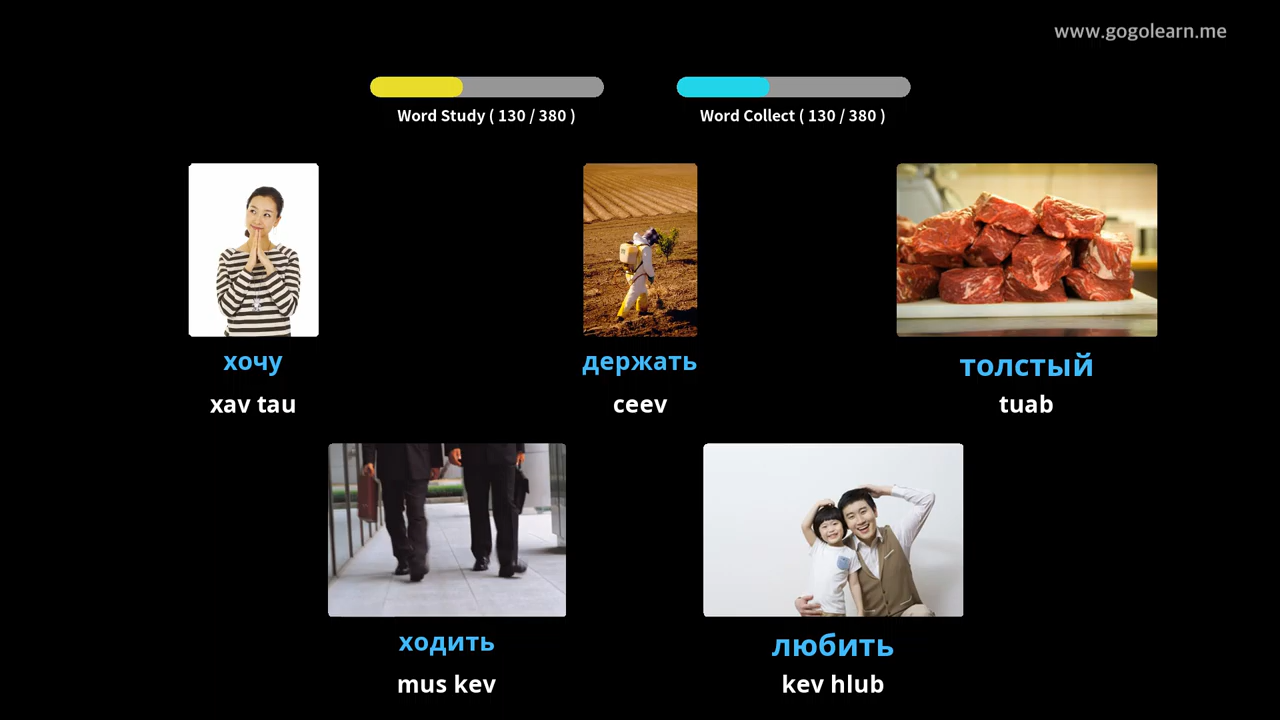 www.gogolearn.me
Word Study ( 130 / 380 )
Word Collect ( 130 / 380 )
хочу
xav tau
держать
ceev
толстый
tuab
ходить
mus kev
любить
kev hlub